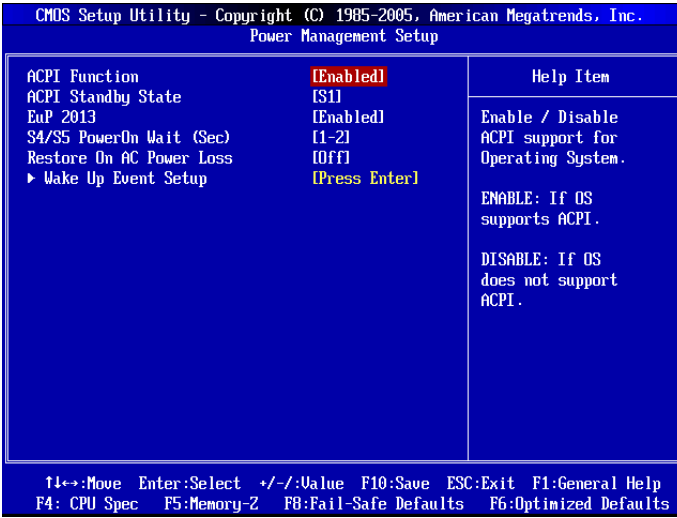 CMOS Setup Utility - Copyright (C) 1985-2005, American Megatrends, Inc.
Power Management Setup
ACPI Function [Enabled]
ACPI Standby State [S1]
EuP 2013 [Enabled]
S4/S5 PowerOn Wait (Sec) [1-2]
Restore On AC Power Loss [Off]
▶ Wake Up Event Setup [Press Enter]
Help Item
Enable / Disable
ACPI support for
Operating System.
ENABLE: If OS
supports ACPI.
DISABLE: If OS
does not support
ACPI.
↑↓↔:Move Enter:Select +/-/:Value F10:Save ESC:Exit F1:General Help
F4: CPU Spec F5:Memory-Z F8:Fail-Safe Defaults F6:Optimized Defaults